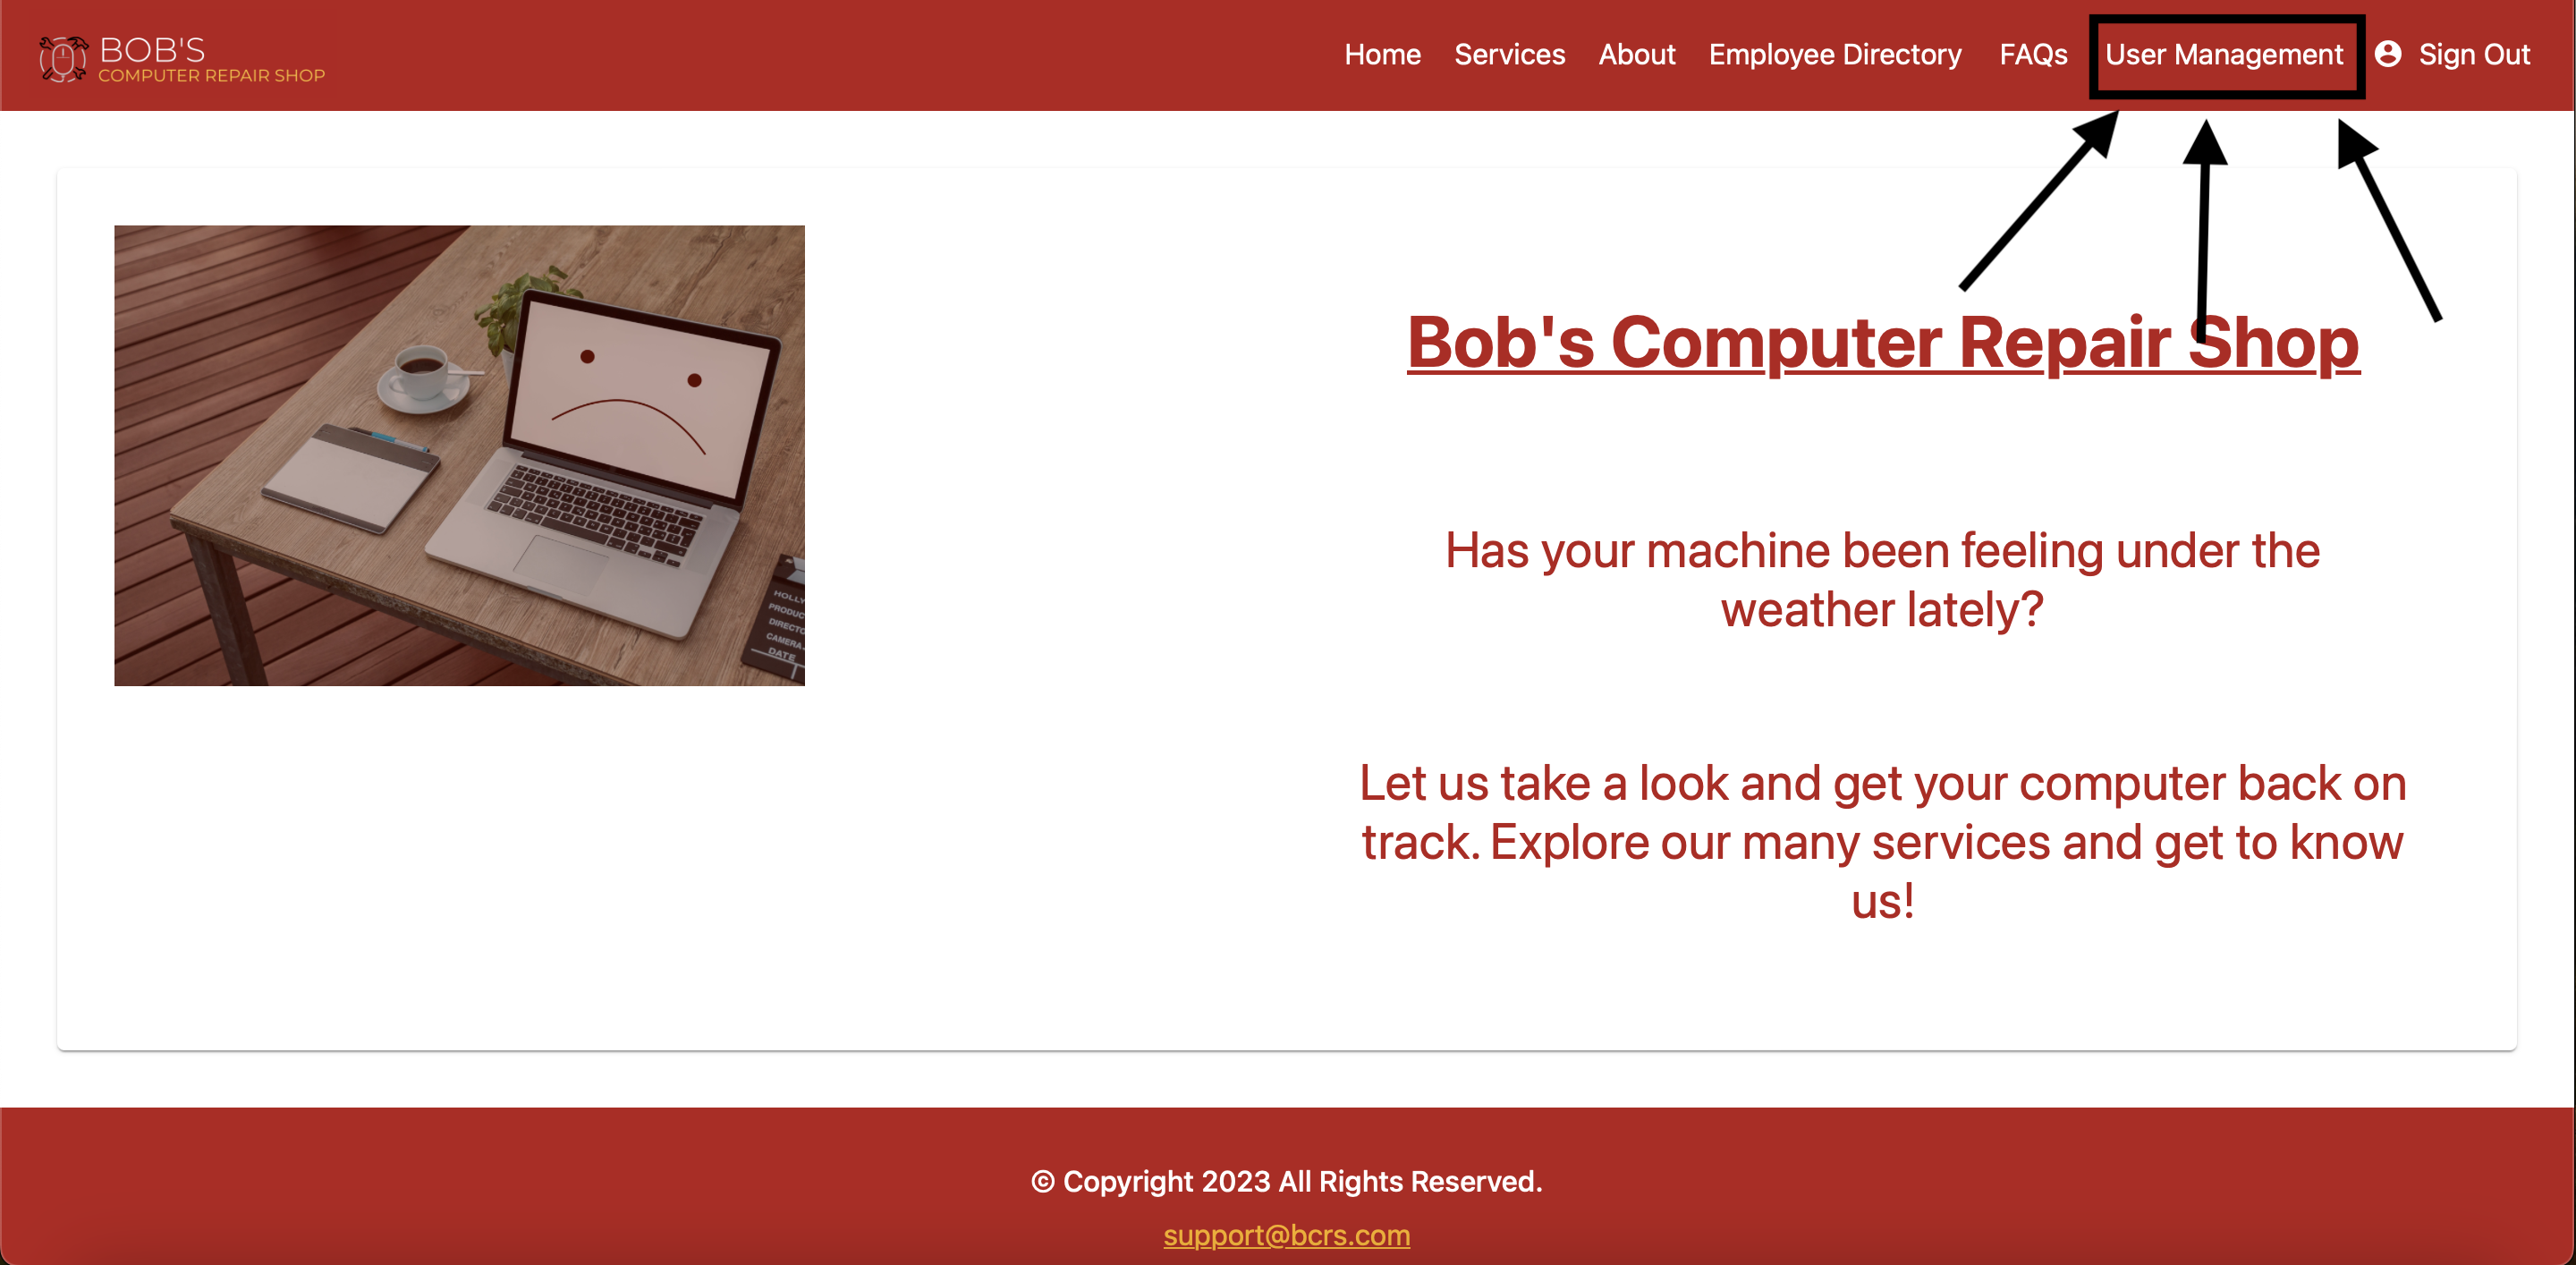 BOB'S
COMPUTER REPAIR SHOP
Home Services About Employee Directory FAQs User Management Sign Out
HOLLY
PRODUC
DIRECTO
CAMERA
DATE
Bob's Computer Repair Shop
Has your machine been feeling under the
weather lately?
Let us take a look and get your computer back on
track. Explore our many services and get to know
us!
© Copyright 2023 All Rights Reserved.
support@bcrs.com